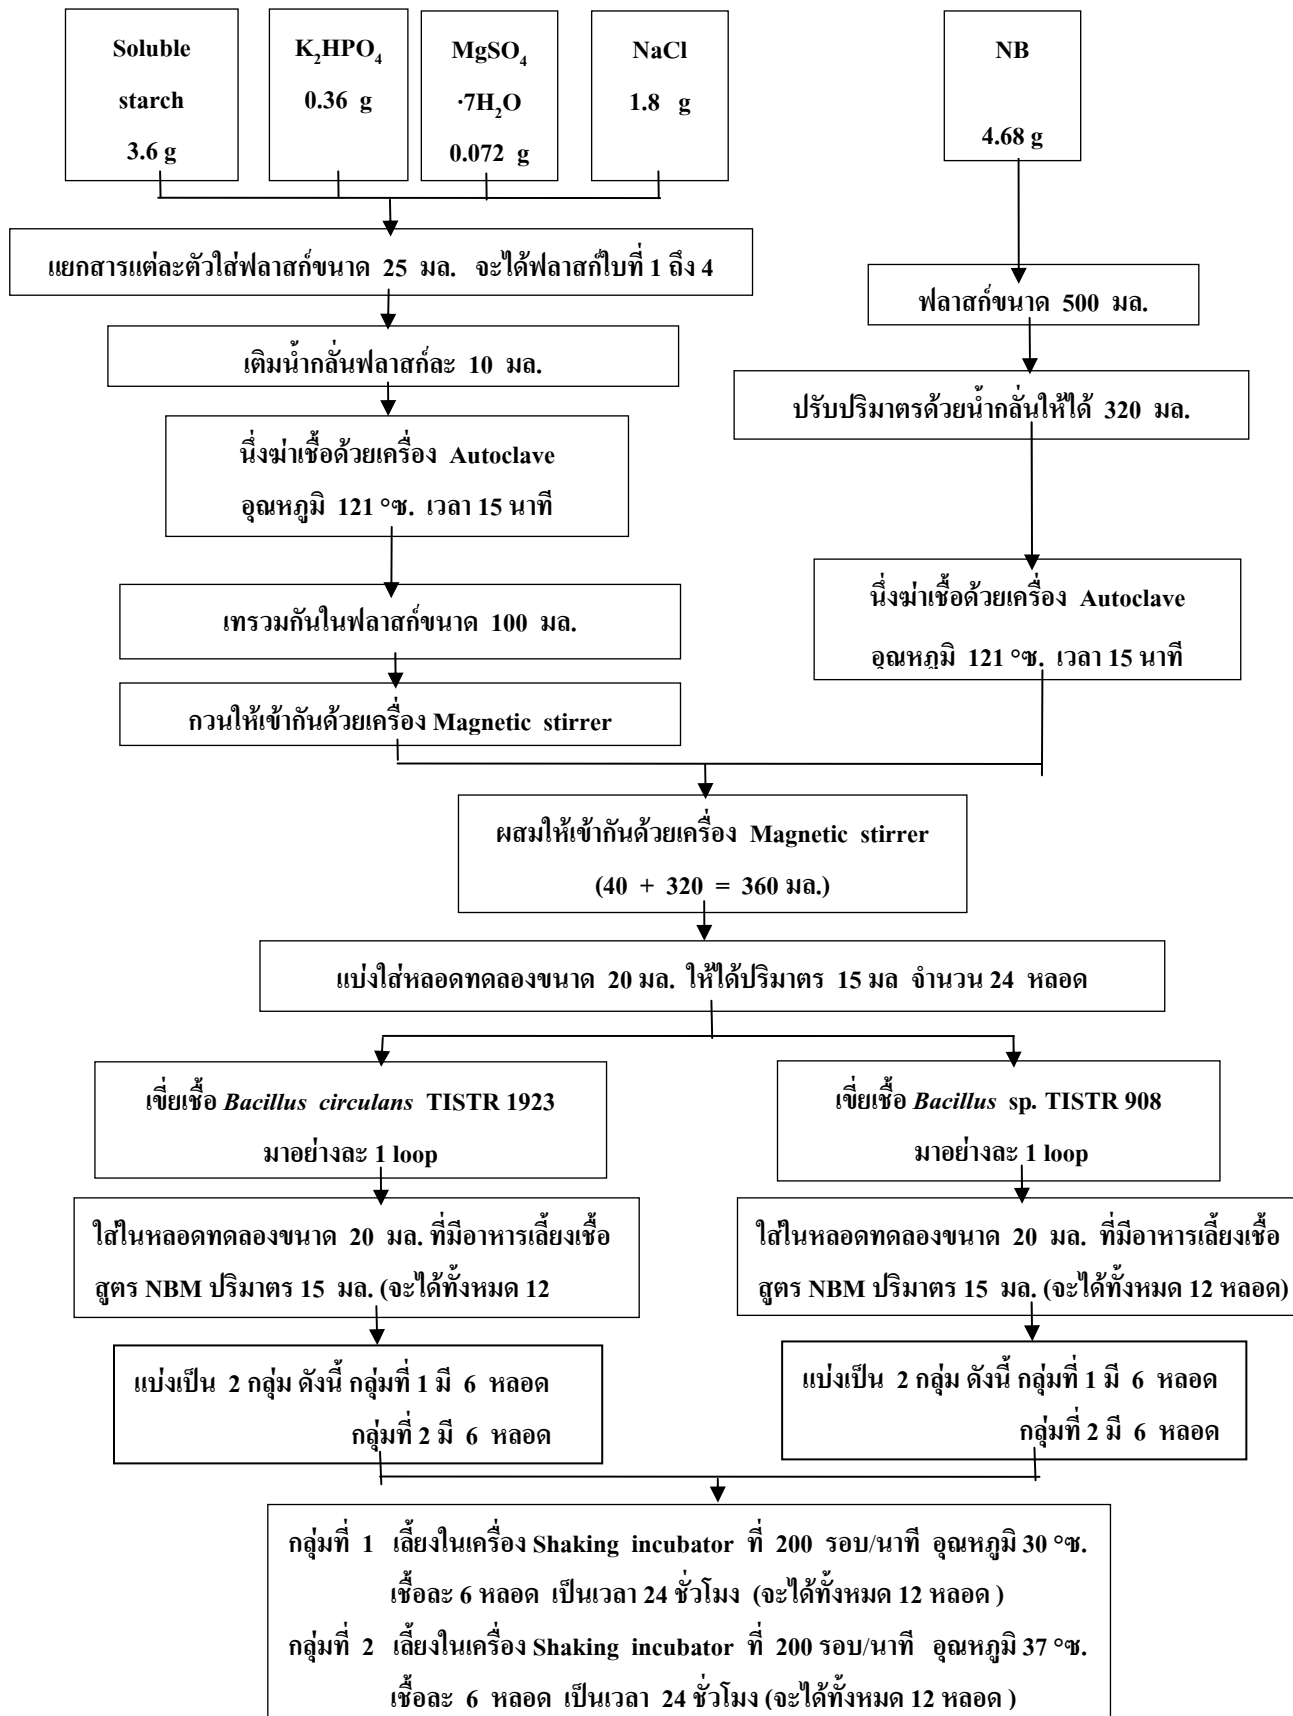 Soluble
starch
3.6 g
K₂HPO₄
0.36 g
MgSO₄
·7H₂O
0.072 g
NaCl
1.8 g
NB
4.68 g
แยกสารแต่ละตัวใส่ฟลาสก์ขนาด 25 มล. จะได้ฟลาสก์ใบที่ 1 ถึง 4
เติมน้ำกลั่นฟลาสก์ละ 10 มล.
นึ่งฆ่าเชื้อด้วยเครื่อง Autoclave
อุณหภูมิ 121 °ซ. เวลา 15 นาที
เทรวมกันในฟลาสก์ขนาด 100 มล.
กวนให้เข้ากันด้วยเครื่อง Magnetic stirrer
ฟลาสก์ขนาด 500 มล.
ปรับปริมาตรด้วยน้ำกลั่นให้ได้ 320 มล.
นึ่งฆ่าเชื้อด้วยเครื่อง Autoclave
อุณหภูมิ 121 °ซ. เวลา 15 นาที
ผสมให้เข้ากันด้วยเครื่อง Magnetic stirrer
(40 + 320 = 360 มล.)
แบ่งใส่หลอดทดลองขนาด 20 มล. ให้ได้ปริมาตร 15 มล จำนวน 24 หลอด
เขี่ยเชื้อ Bacillus circulans TISTR 1923
มาอย่างละ 1 loop
ใส่ในหลอดทดลองขนาด 20 มล. ที่มีอาหารเลี้ยงเชื้อ
สูตร NBM ปริมาตร 15 มล. (จะได้ทั้งหมด 12
แบ่งเป็น 2 กลุ่ม ดังนี้ กลุ่มที่ 1 มี 6 หลอด
กลุ่มที่ 2 มี 6 หลอด
เขี่ยเชื้อ Bacillus sp. TISTR 908
มาอย่างละ 1 loop
ใส่ในหลอดทดลองขนาด 20 มล. ที่มีอาหารเลี้ยงเชื้อ
สูตร NBM ปริมาตร 15 มล. (จะได้ทั้งหมด 12 หลอด)
แบ่งเป็น 2 กลุ่ม ดังนี้ กลุ่มที่ 1 มี 6 หลอด
กลุ่มที่ 2 มี 6 หลอด
กลุ่มที่ 1 เลี้ยงในเครื่อง Shaking incubator ที่ 200 รอบ/นาที อุณหภูมิ 30 °ซ.
เชื้อละ 6 หลอด เป็นเวลา 24 ชั่วโมง (จะได้ทั้งหมด 12 หลอด )
กลุ่มที่ 2 เลี้ยงในเครื่อง Shaking incubator ที่ 200 รอบ/นาที อุณหภูมิ 37 °ซ.
เชื้อละ 6 หลอด เป็นเวลา 24 ชั่วโมง (จะได้ทั้งหมด 12 หลอด )